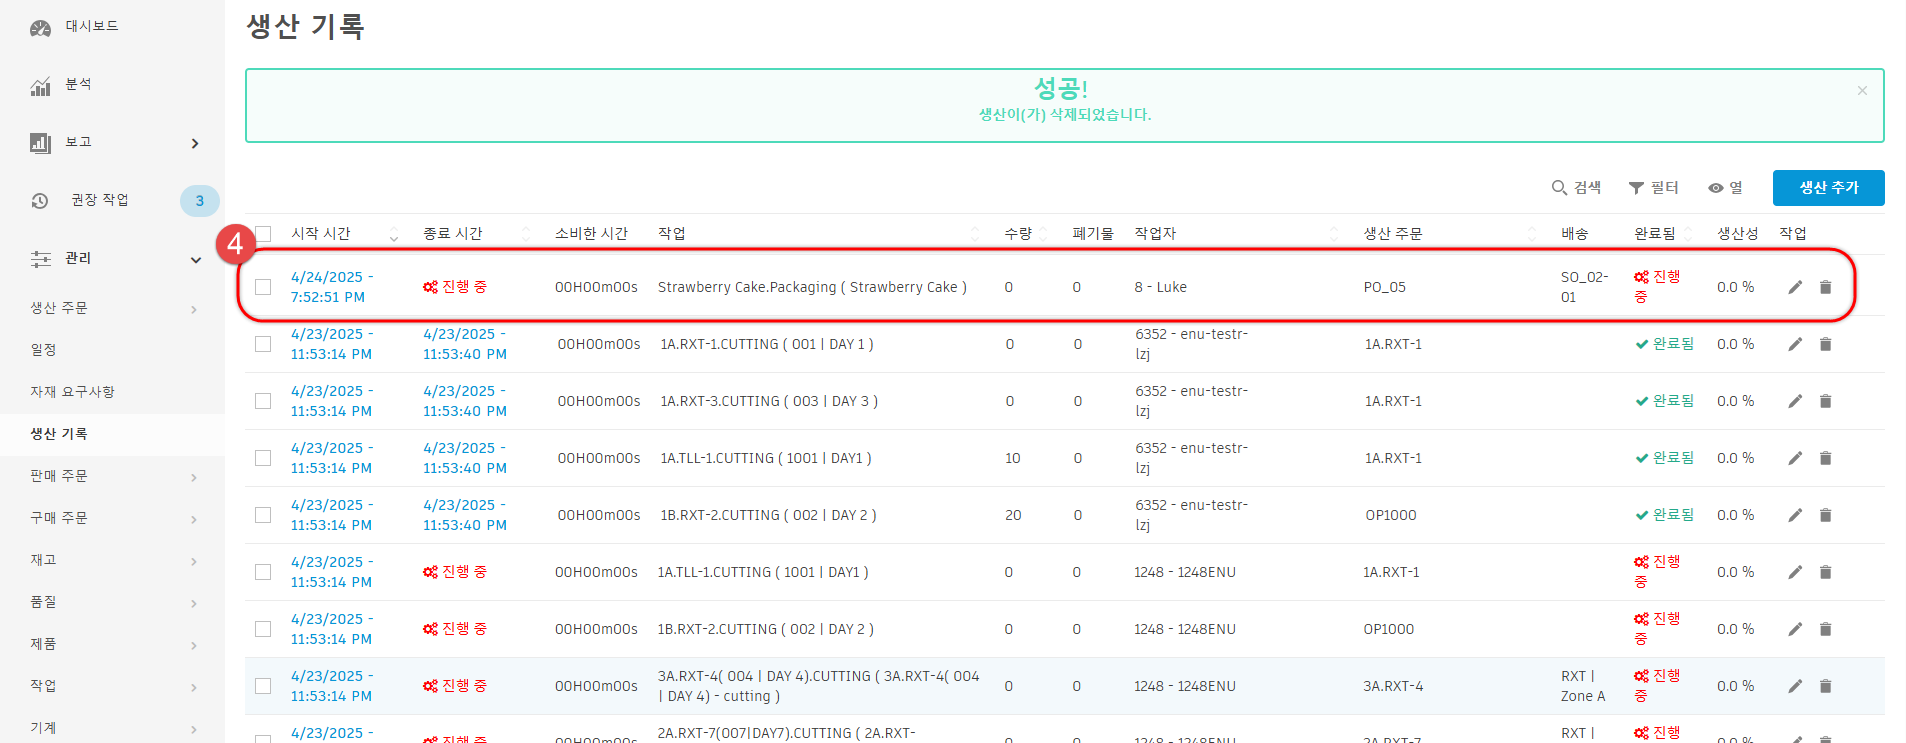 대시보드
분석
보고
권장 작업 3
관리
생산 주문
일정
자재 요구사항
생산 기록
판매 주문
구매 주문
재고
품질
제품
작업
기계
생산 기록
성공!
생산이(가) 삭제되었습니다.
검색 필터 열 생산 추가
4
시작 시간 종료 시간 소비한 시간 작업 수량 폐기물 작업자 생산 주문 배송 완료됨 생산성 작업
4/24/2025 - 7:52:51 PM 진행 중 00H00m00s Strawberry Cake.Packaging ( Strawberry Cake ) 0 0 8 - Luke PO_05 SO_02-01 진행 중 0.0 %
4/23/2025 - 11:53:14 PM 4/23/2025 - 11:53:40 PM 00H00m00s 1A.RXT-1.CUTTING ( 001 | DAY 1 ) 0 0 6352 - enu-testr-lzj 1A.RXT-1 완료됨 0.0 %
4/23/2025 - 11:53:14 PM 4/23/2025 - 11:53:40 PM 00H00m00s 1A.RXT-3.CUTTING ( 003 | DAY 3 ) 0 0 6352 - enu-testr-lzj 1A.RXT-1 완료됨 0.0 %
4/23/2025 - 11:53:14 PM 4/23/2025 - 11:53:40 PM 00H00m00s 1A.TLL-1.CUTTING ( 1001 | DAY1 ) 10 0 6352 - enu-testr-lzj 1A.RXT-1 완료됨 0.0 %
4/23/2025 - 11:53:14 PM 4/23/2025 - 11:53:40 PM 00H00m00s 1B.RXT-2.CUTTING ( 002 | DAY 2 ) 20 0 6352 - enu-testr-lzj OP1000 완료됨 0.0 %
4/23/2025 - 11:53:14 PM 진행 중 00H00m00s 1A.TLL-1.CUTTING ( 1001 | DAY1 ) 0 0 1248 - 1248ENU 1A.RXT-1 진행 중 0.0 %
4/23/2025 - 11:53:14 PM 진행 중 00H00m00s 1B.RXT-2.CUTTING ( 002 | DAY 2 ) 0 0 1248 - 1248ENU OP1000 진행 중 0.0 %
4/23/2025 - 11:53:14 PM 진행 중 00H00m00s 3A.RXT-4( 004 | DAY 4).CUTTING ( 3A.RXT-4( 004 | DAY 4) - cutting ) 0 0 1248 - 1248ENU 3A.RXT-4 RXT | Zone A 진행 중 0.0 %
4/23/2025 - 진행 중 00H00m00s 2A.RXT-7(007|DAY7).CUTTING ( 2A.RXT- 0 0 1248 - 1248ENU 2A.RXT-7 RXT | 진행 0.0 %